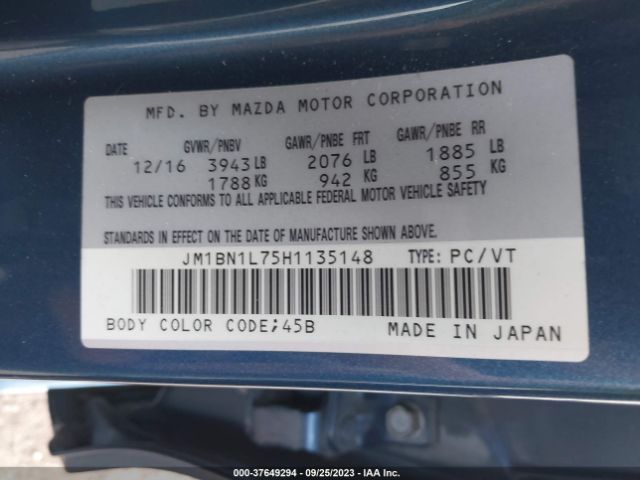 MFD. BY MAZDA MOTOR CORPORATION
DATE GVWR/PNBV GAWR/PNBE FRT GAWR/PNBE RR
12/16 3943 LB 2076 LB 1885 LB
1788 KG 942 KG 855 KG
THIS VEHICLE CONFORMS TO ALL APPLICABLE FEDERAL MOTOR VEHICLE SAFETY
STANDARDS IN EFFECT ON THE DATE OF MANUFACTURE SHOWN ABOVE.
JM1BN1L75H1135148 TYPE: PC/VT
BODY COLOR CODE;45B MADE IN JAPAN
000-37649294 - 09/25/2023 - IAA Inc.